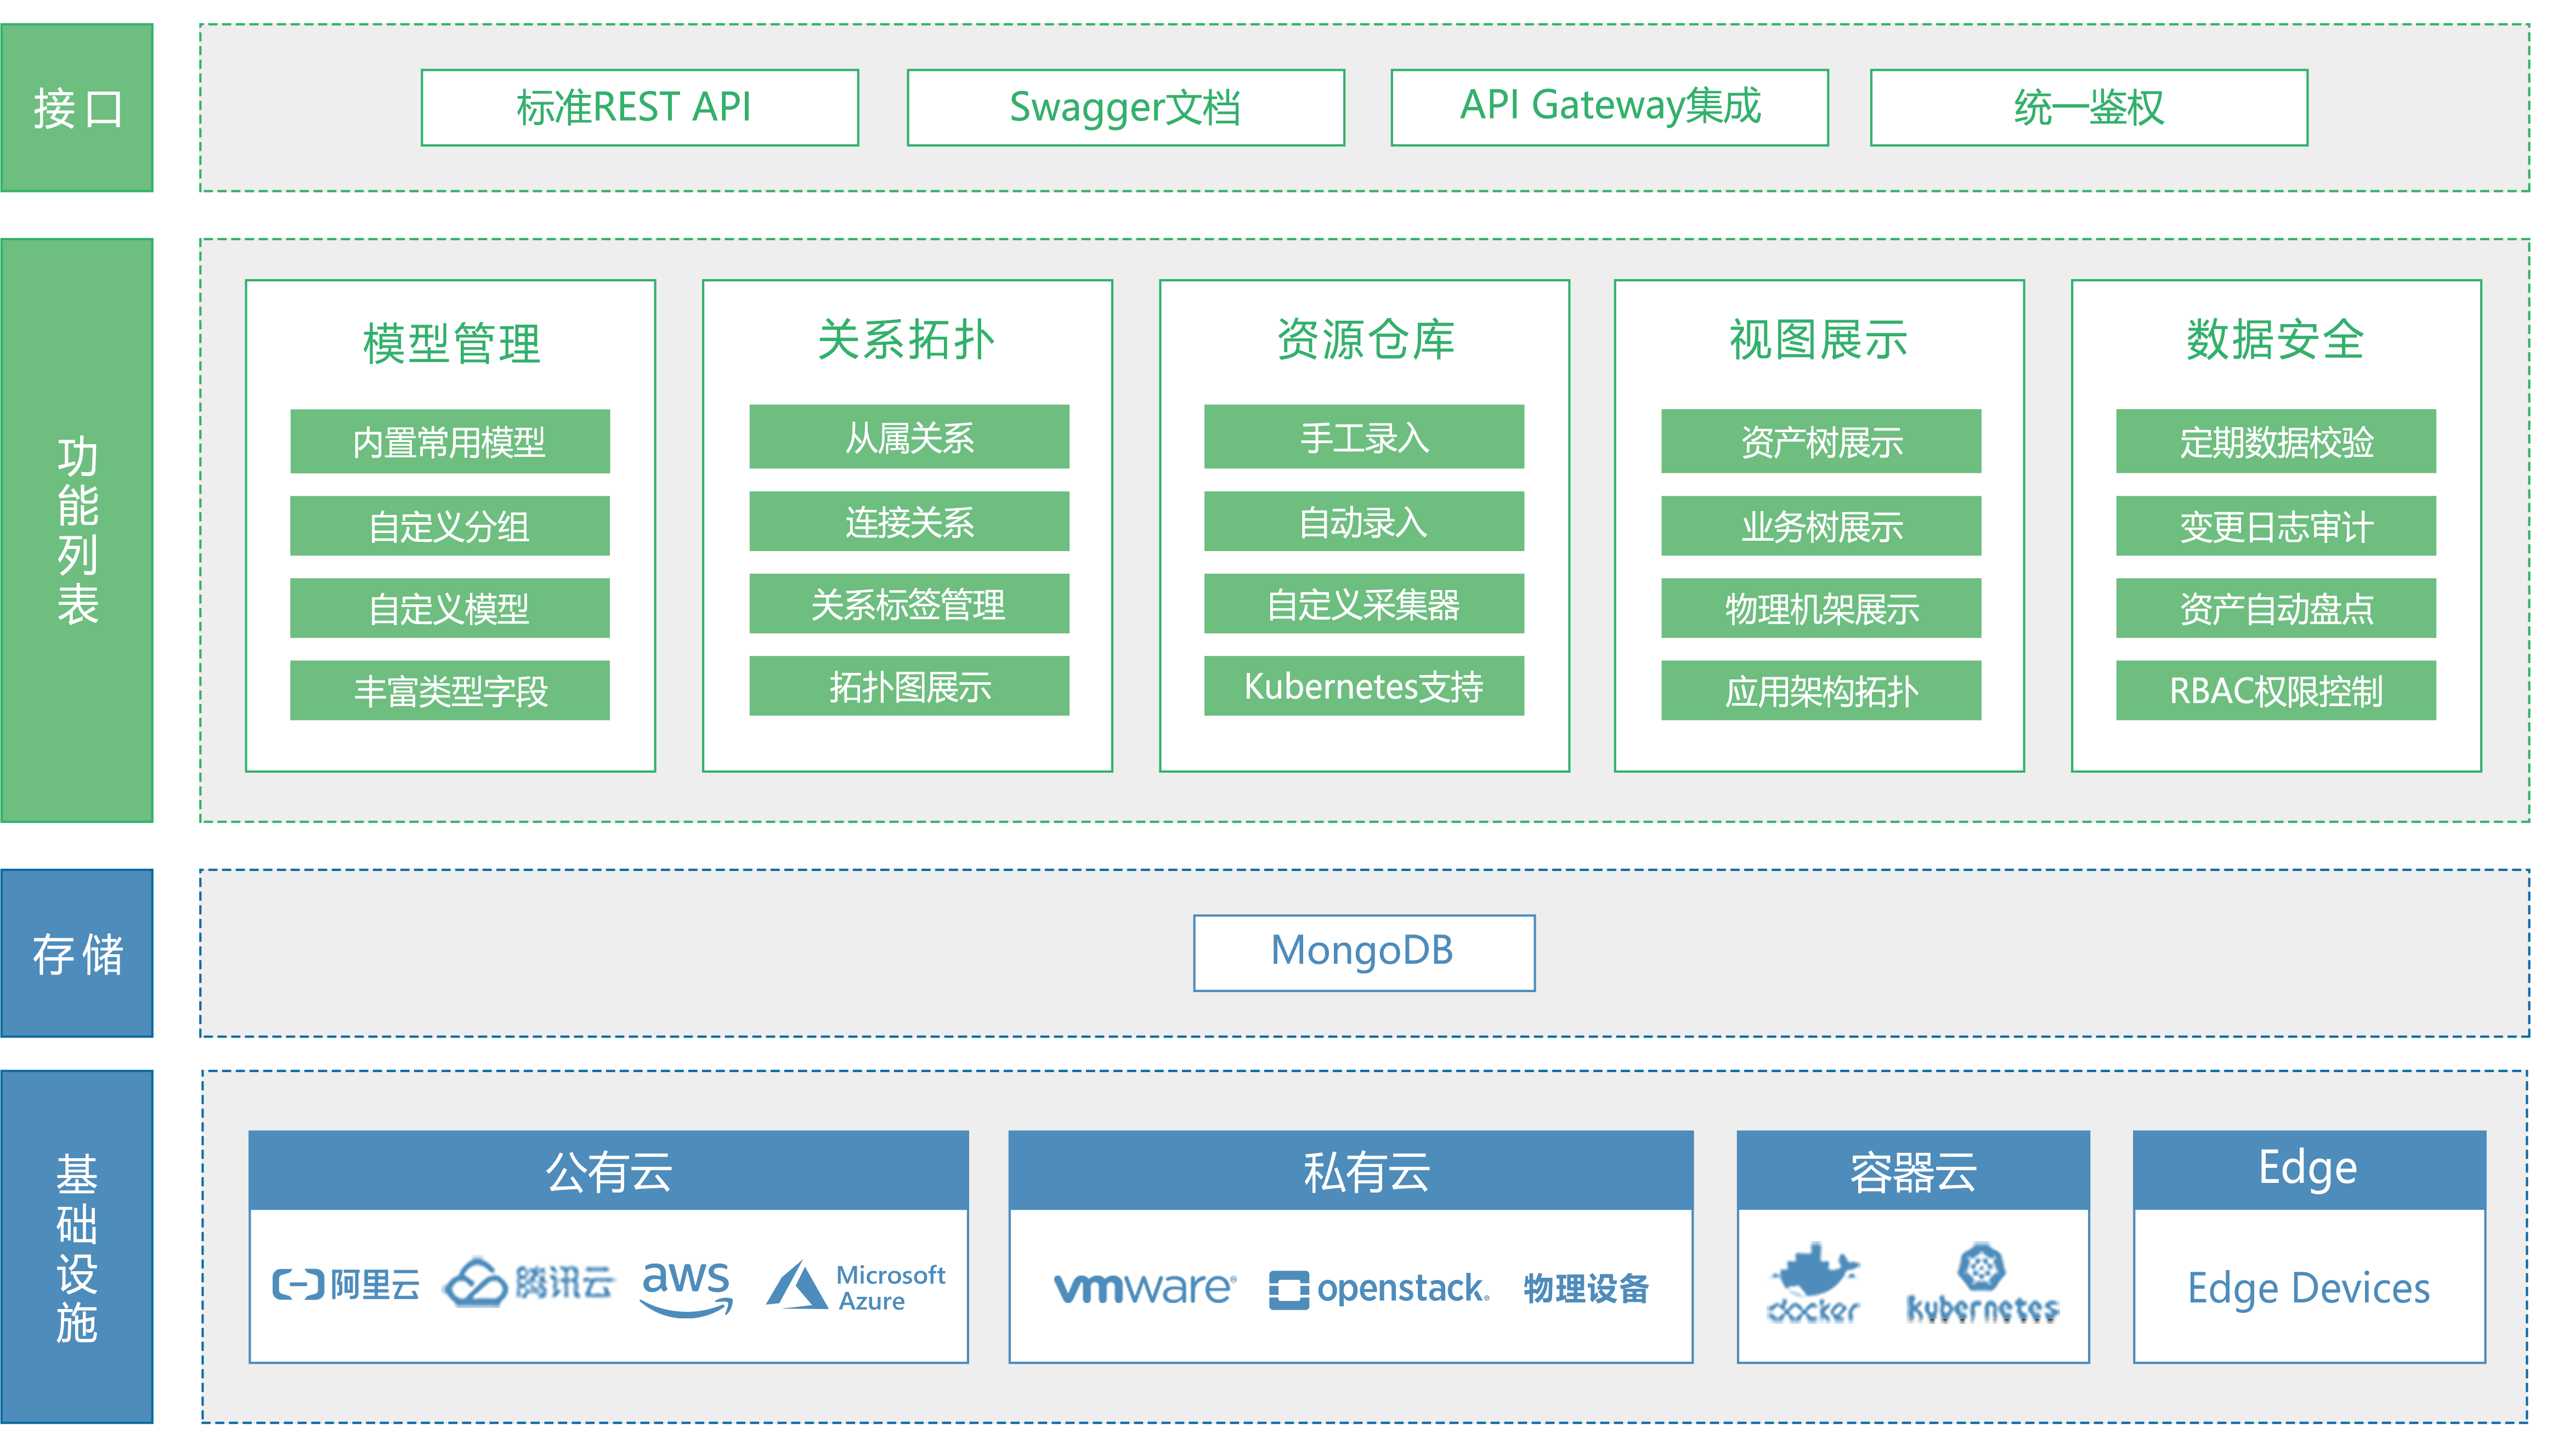 接口
标准REST API
Swagger文档
API Gateway集成
统一鉴权
功能列表
模型管理
内置常用模型
自定义分组
自定义模型
丰富类型字段
关系拓扑
从属关系
连接关系
关系标签管理
拓扑图展示
资源仓库
手工录入
自动录入
自定义采集器
Kubernetes支持
视图展示
资产树展示
业务树展示
物理机架展示
应用架构拓扑
数据安全
定期数据校验
变更日志审计
资产自动盘点
RBAC权限控制
存储
MongoDB
基础设施
公有云
阿里云
腾讯云
aws
Microsoft
Azure
私有云
vmware®
openstack®
物理设备
容器云
docker
kubernetes
Edge
Edge Devices